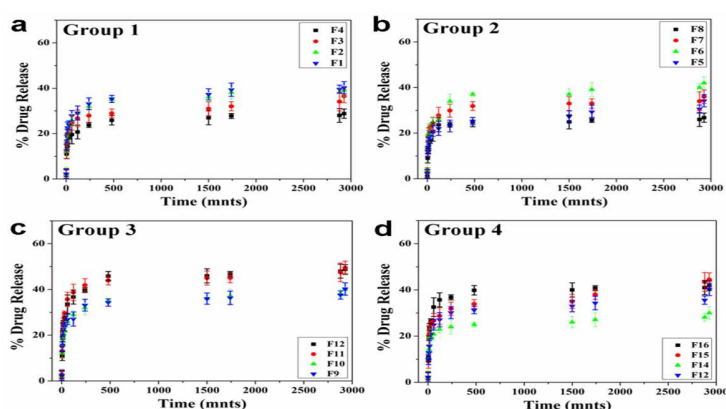 a Group 1
F4
F3
F2
F1
60
40
20
0
% Drug Release
0 500 1000 1500 2000 2500 3000
Time (mnts)
b Group 2
F8
F7
F6
F5
60
40
20
0
% Drug Release
0 500 1000 1500 2000 2500 3000
Time (mnts)
c Group 3
F12
F11
F10
F9
60
40
20
0
% Drug Release
0 500 1000 1500 2000 2500 3000
Time (mnts)
d Group 4
F16
F15
F14
F12
60
40
20
0
% Drug Release
0 500 1000 1500 2000 2500 3000
Time (mnts)